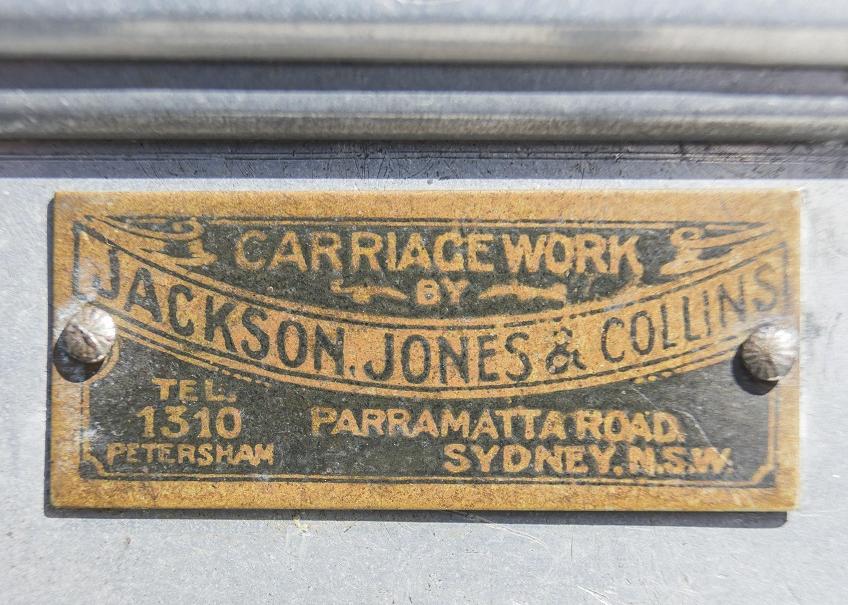 CARRIAGE WORK
BY
JACKSON. JONES & COLLINS
TEL.
1310
PETERSHAM
PARRAMATTA ROAD.
SYDNEY. N.S.W.